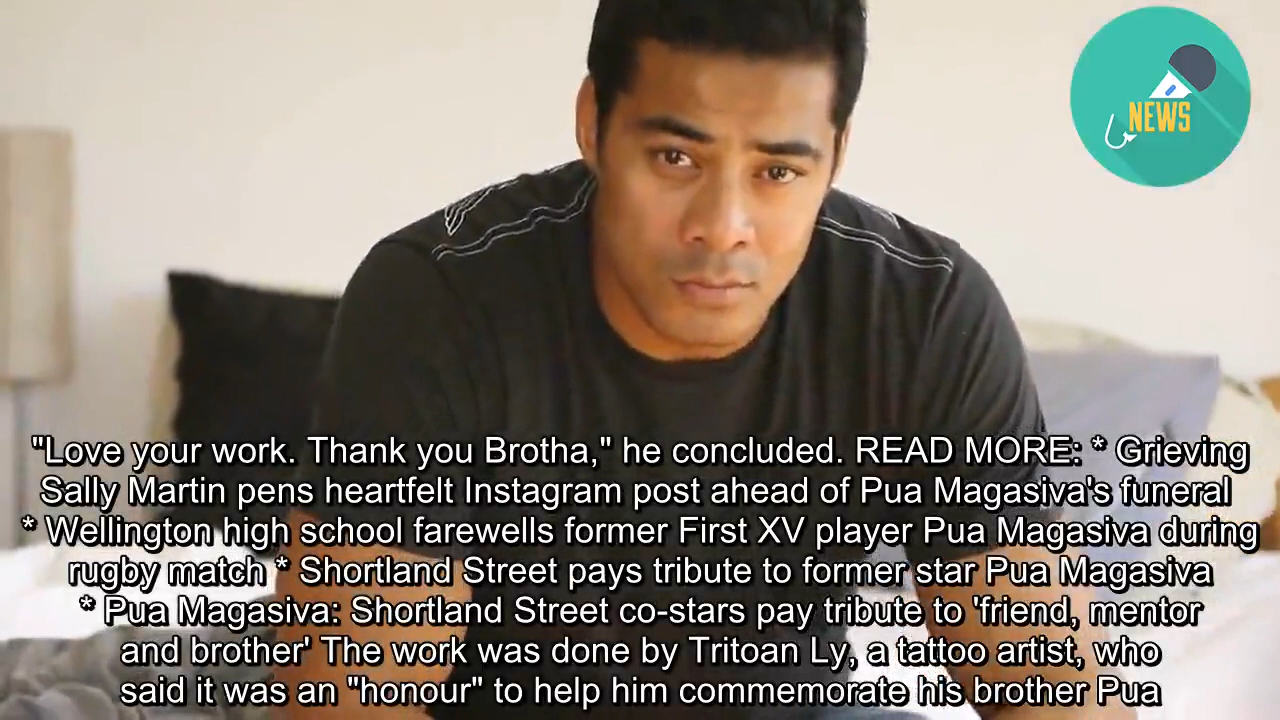 NEWS
"Love your work. Thank you Brotha," he concluded. READ MORE: * Grieving
Sally Martin pens heartfelt Instagram post ahead of Pua Magasiva's funeral
* Wellington high school farewells former First XV player Pua Magasiva during
rugby match * Shortland Street pays tribute to former star Pua Magasiva
* Pua Magasiva: Shortland Street co-stars pay tribute to 'friend, mentor
and brother' The work was done by Tritoan Ly, a tattoo artist, who
said it was an "honour" to help him commemorate his brother Pua